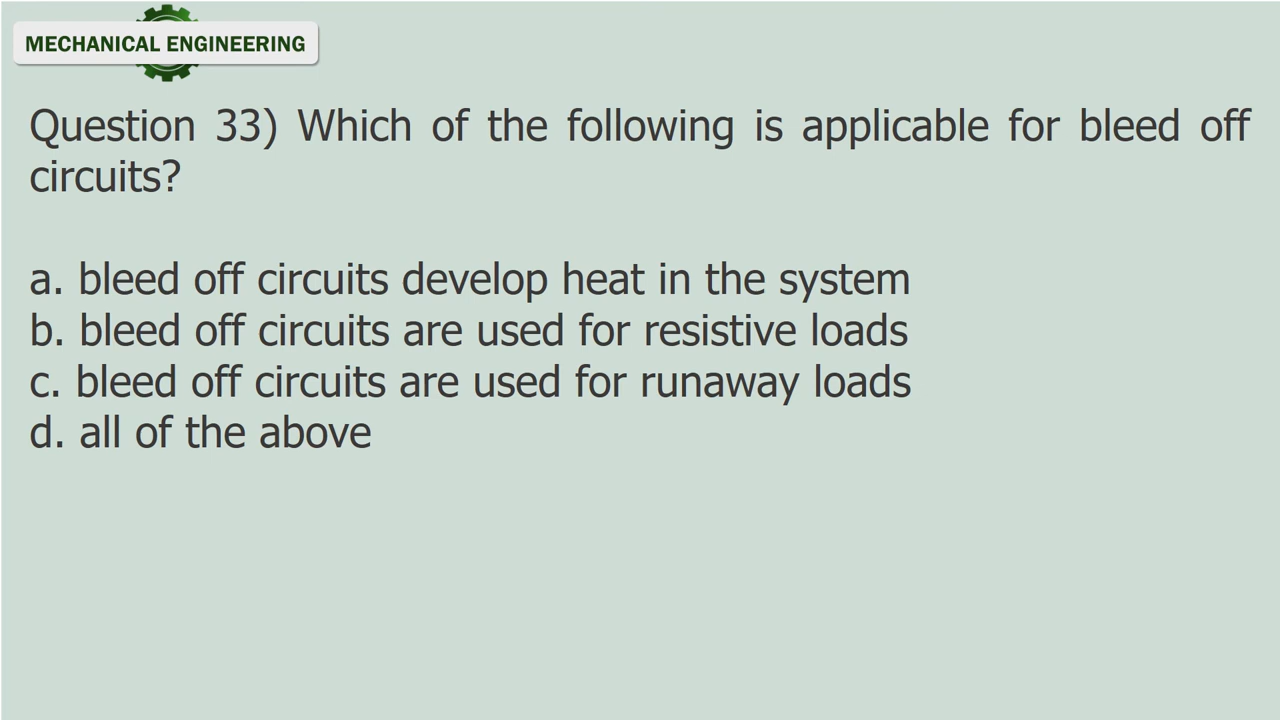 MECHANICAL ENGINEERING
Question 33) Which of the following is applicable for bleed off
circuits?
a. bleed off circuits develop heat in the system
b. bleed off circuits are used for resistive loads
c. bleed off circuits are used for runaway loads
d. all of the above